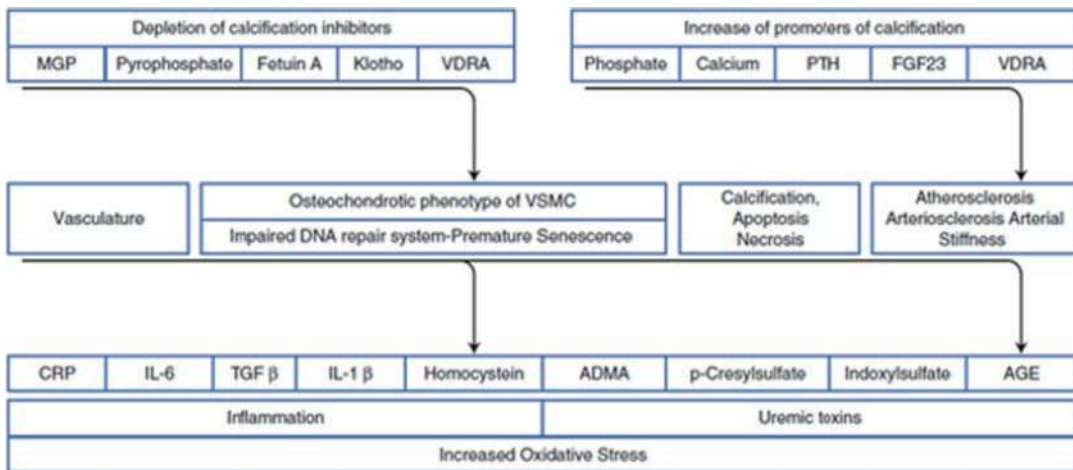 Depletion of calcification inhibitors
MGP Pyrophosphate Fetuin A Klotho VDRA
Increase of promoters of calcification
Phosphate Calcium PTH FGF23 VDRA
Vasculature
Osteochondrotic phenotype of VSMC
Impaired DNA repair system-Premature Senescence
Calcification,
Apoptosis
Necrosis
Atherosclerosis
Arteriosclerosis Arterial
Stiffness
CRP IL-6 TGF β IL-1 β Homocystein ADMA p-Cresylsulfate Indoxylsulfate AGE
Inflammation Uremic toxins
Increased Oxidative Stress